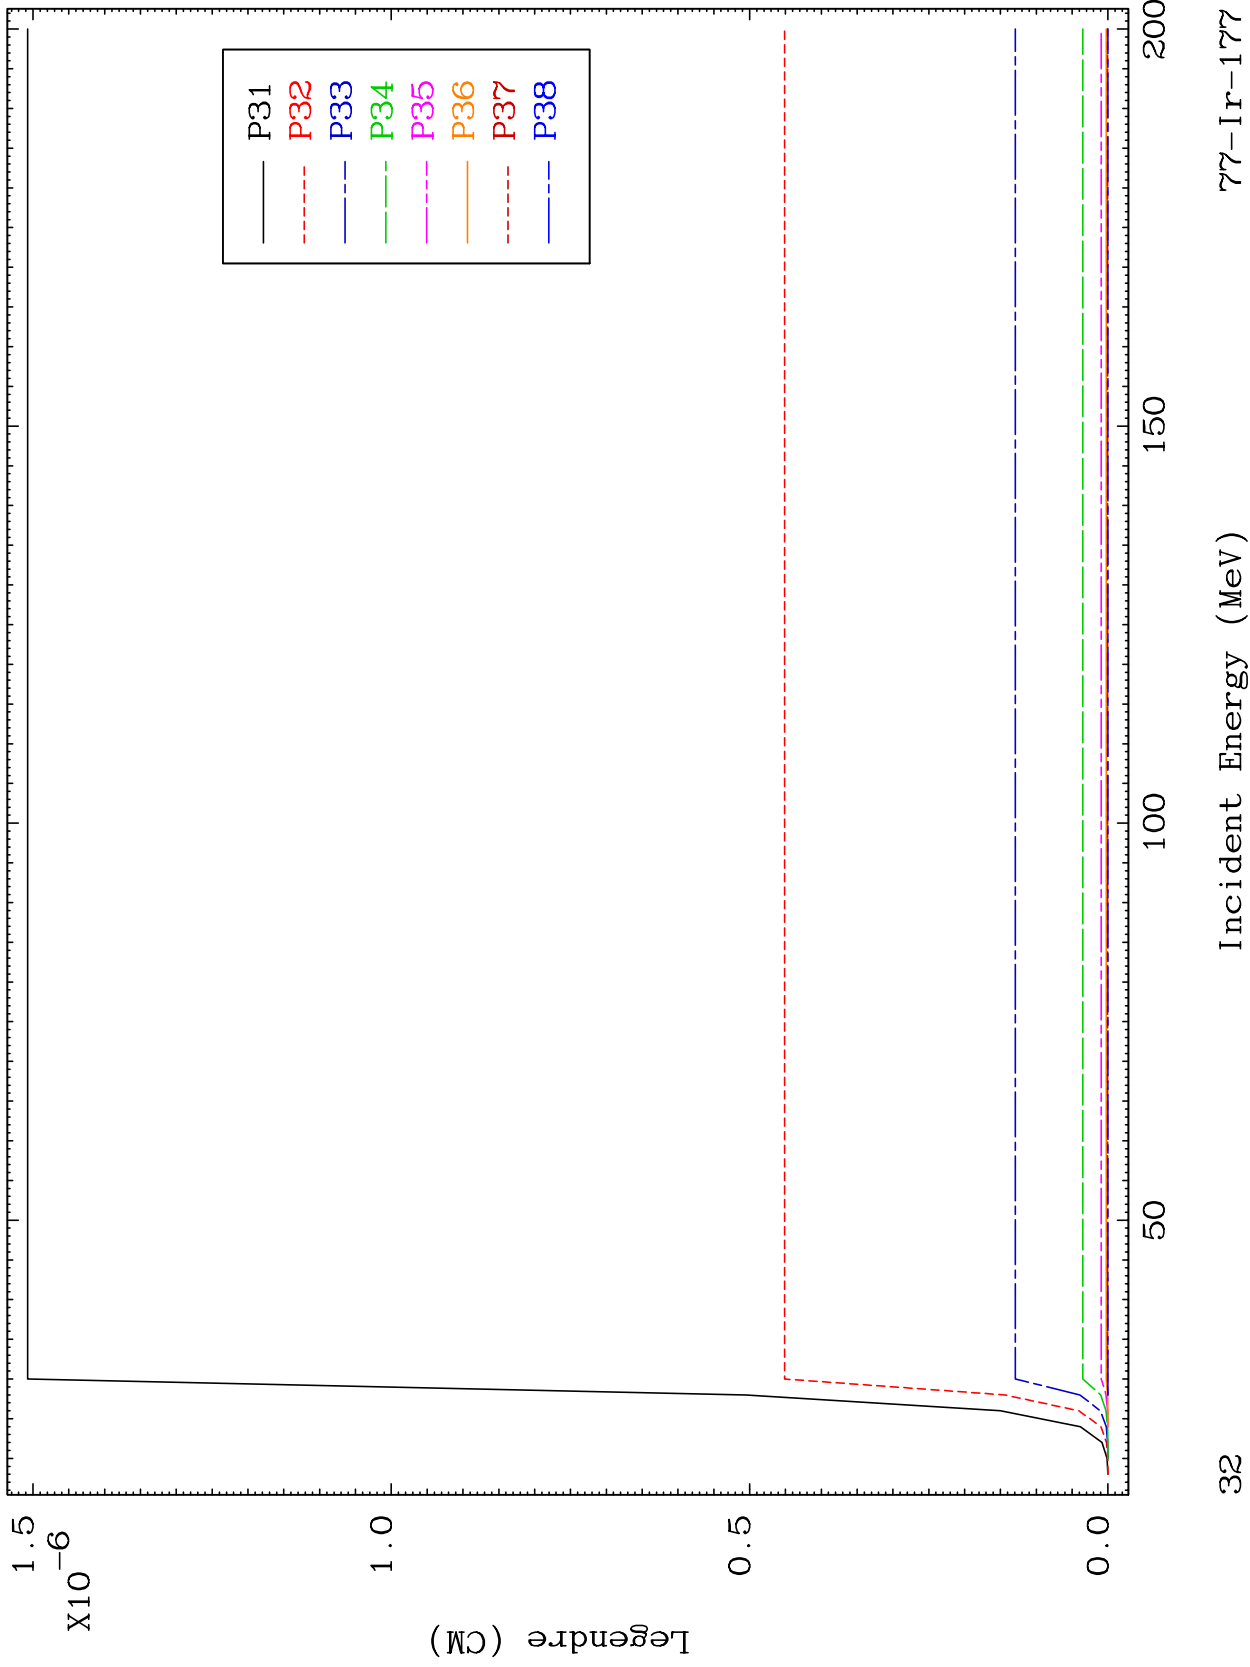 P31
P32
P33
P34
P35
P36
P37
P38
1.5
1.0
0.5
0.0
X10-6
Legendre (CM)
50
100
150
200
Incident Energy (MeV)
32
77-Ir-177